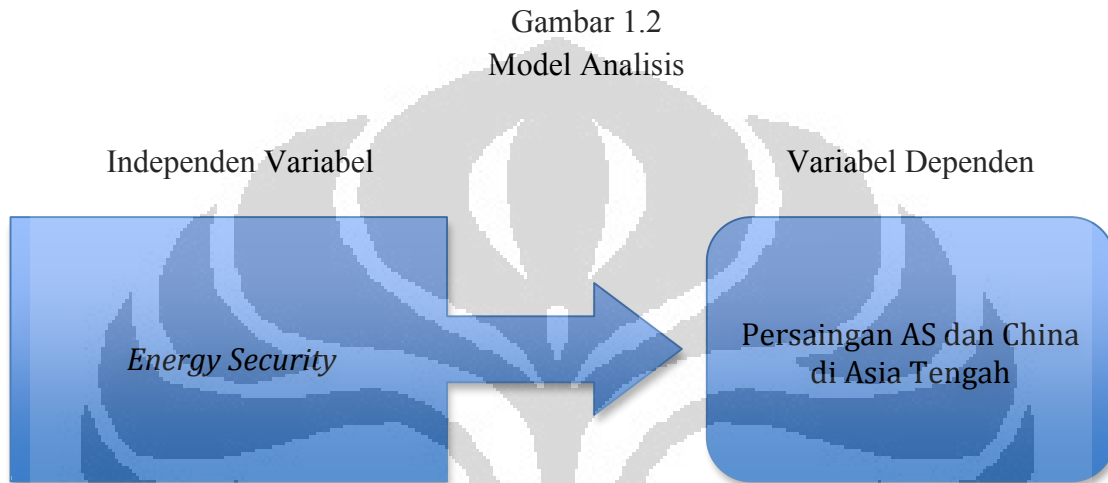 Gambar 1.2
Model Analisis
Independen Variabel
Variabel Dependen
Energy Security
Persaingan AS dan China
di Asia Tengah